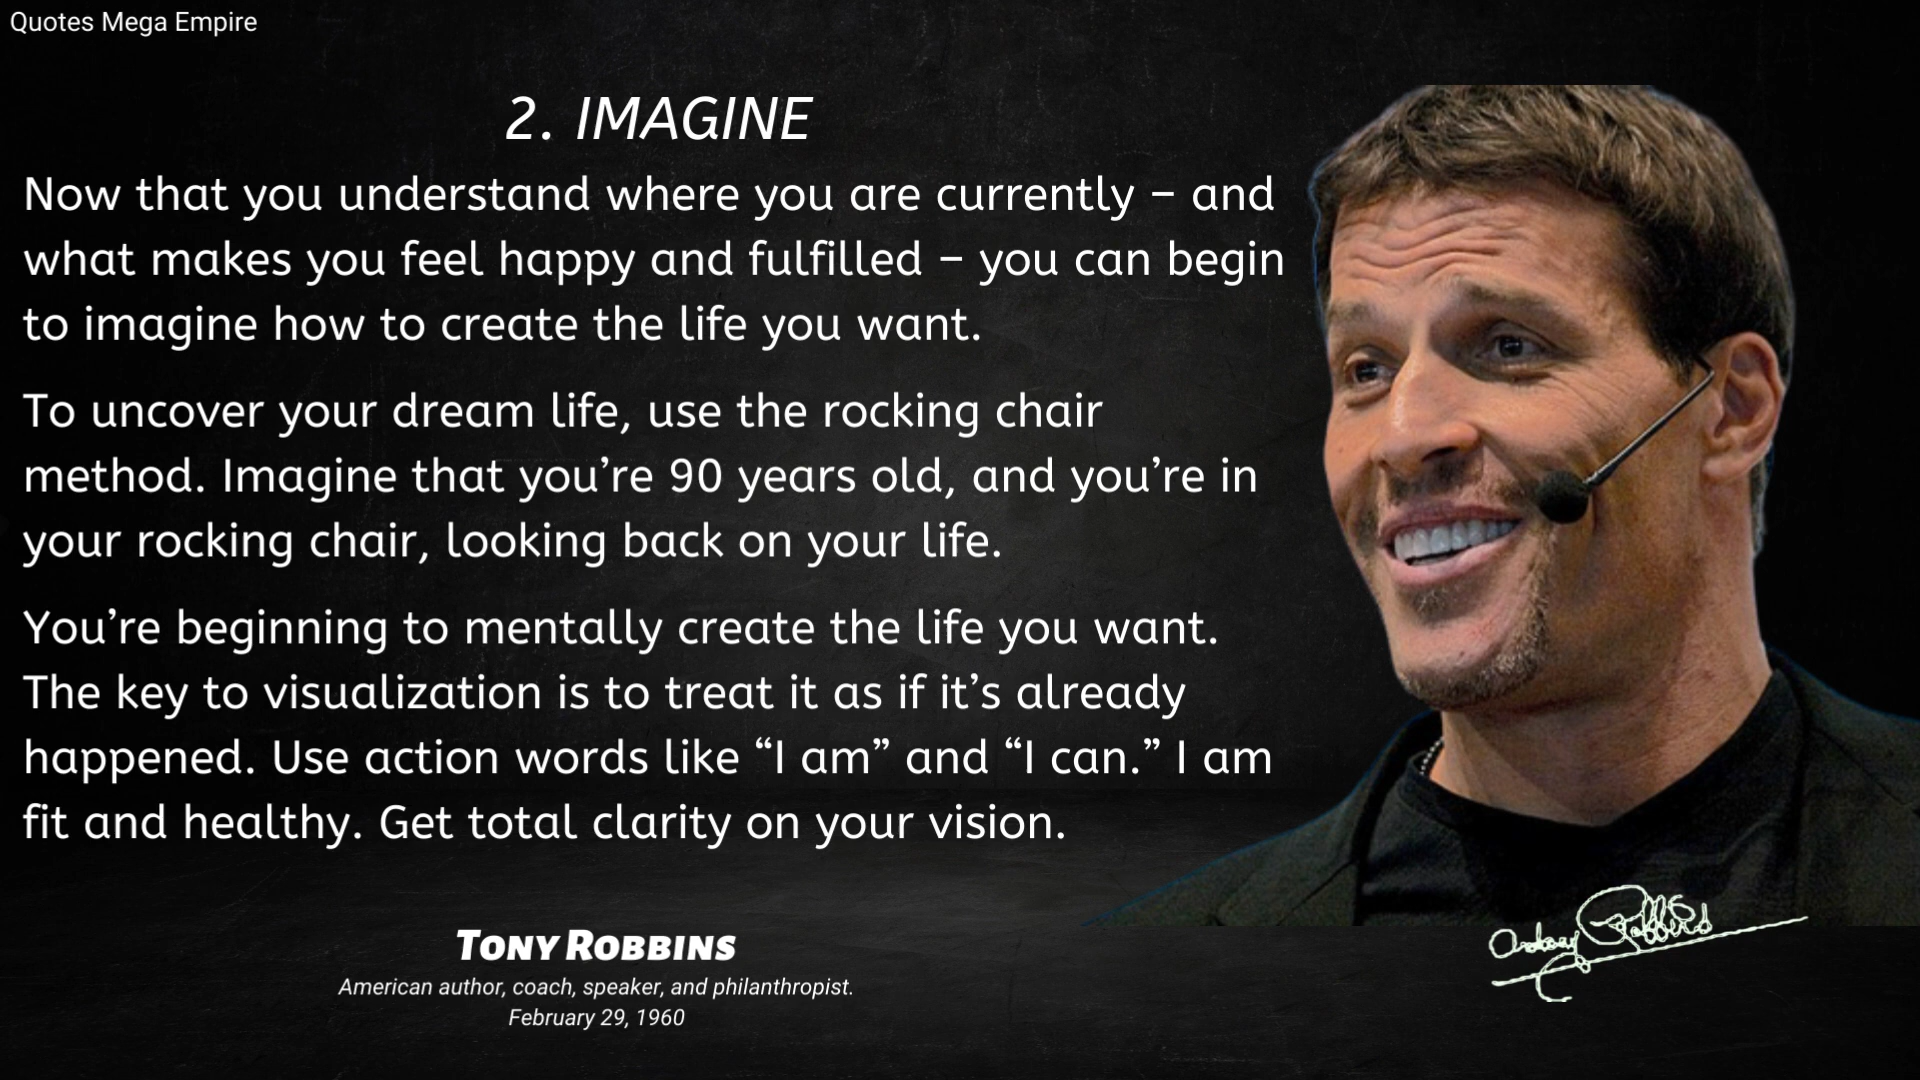 Quotes Mega Empire
2. IMAGINE
Now that you understand where you are currently – and
what makes you feel happy and fulfilled – you can begin
to imagine how to create the life you want.
To uncover your dream life, use the rocking chair
method. Imagine that you’re 90 years old, and you’re in
your rocking chair, looking back on your life.
You’re beginning to mentally create the life you want.
The key to visualization is to treat it as if it’s already
happened. Use action words like “I am” and “I can.” I am
fit and healthy. Get total clarity on your vision.
Tony Robbins
American author, coach, speaker, and philanthropist.
February 29, 1960